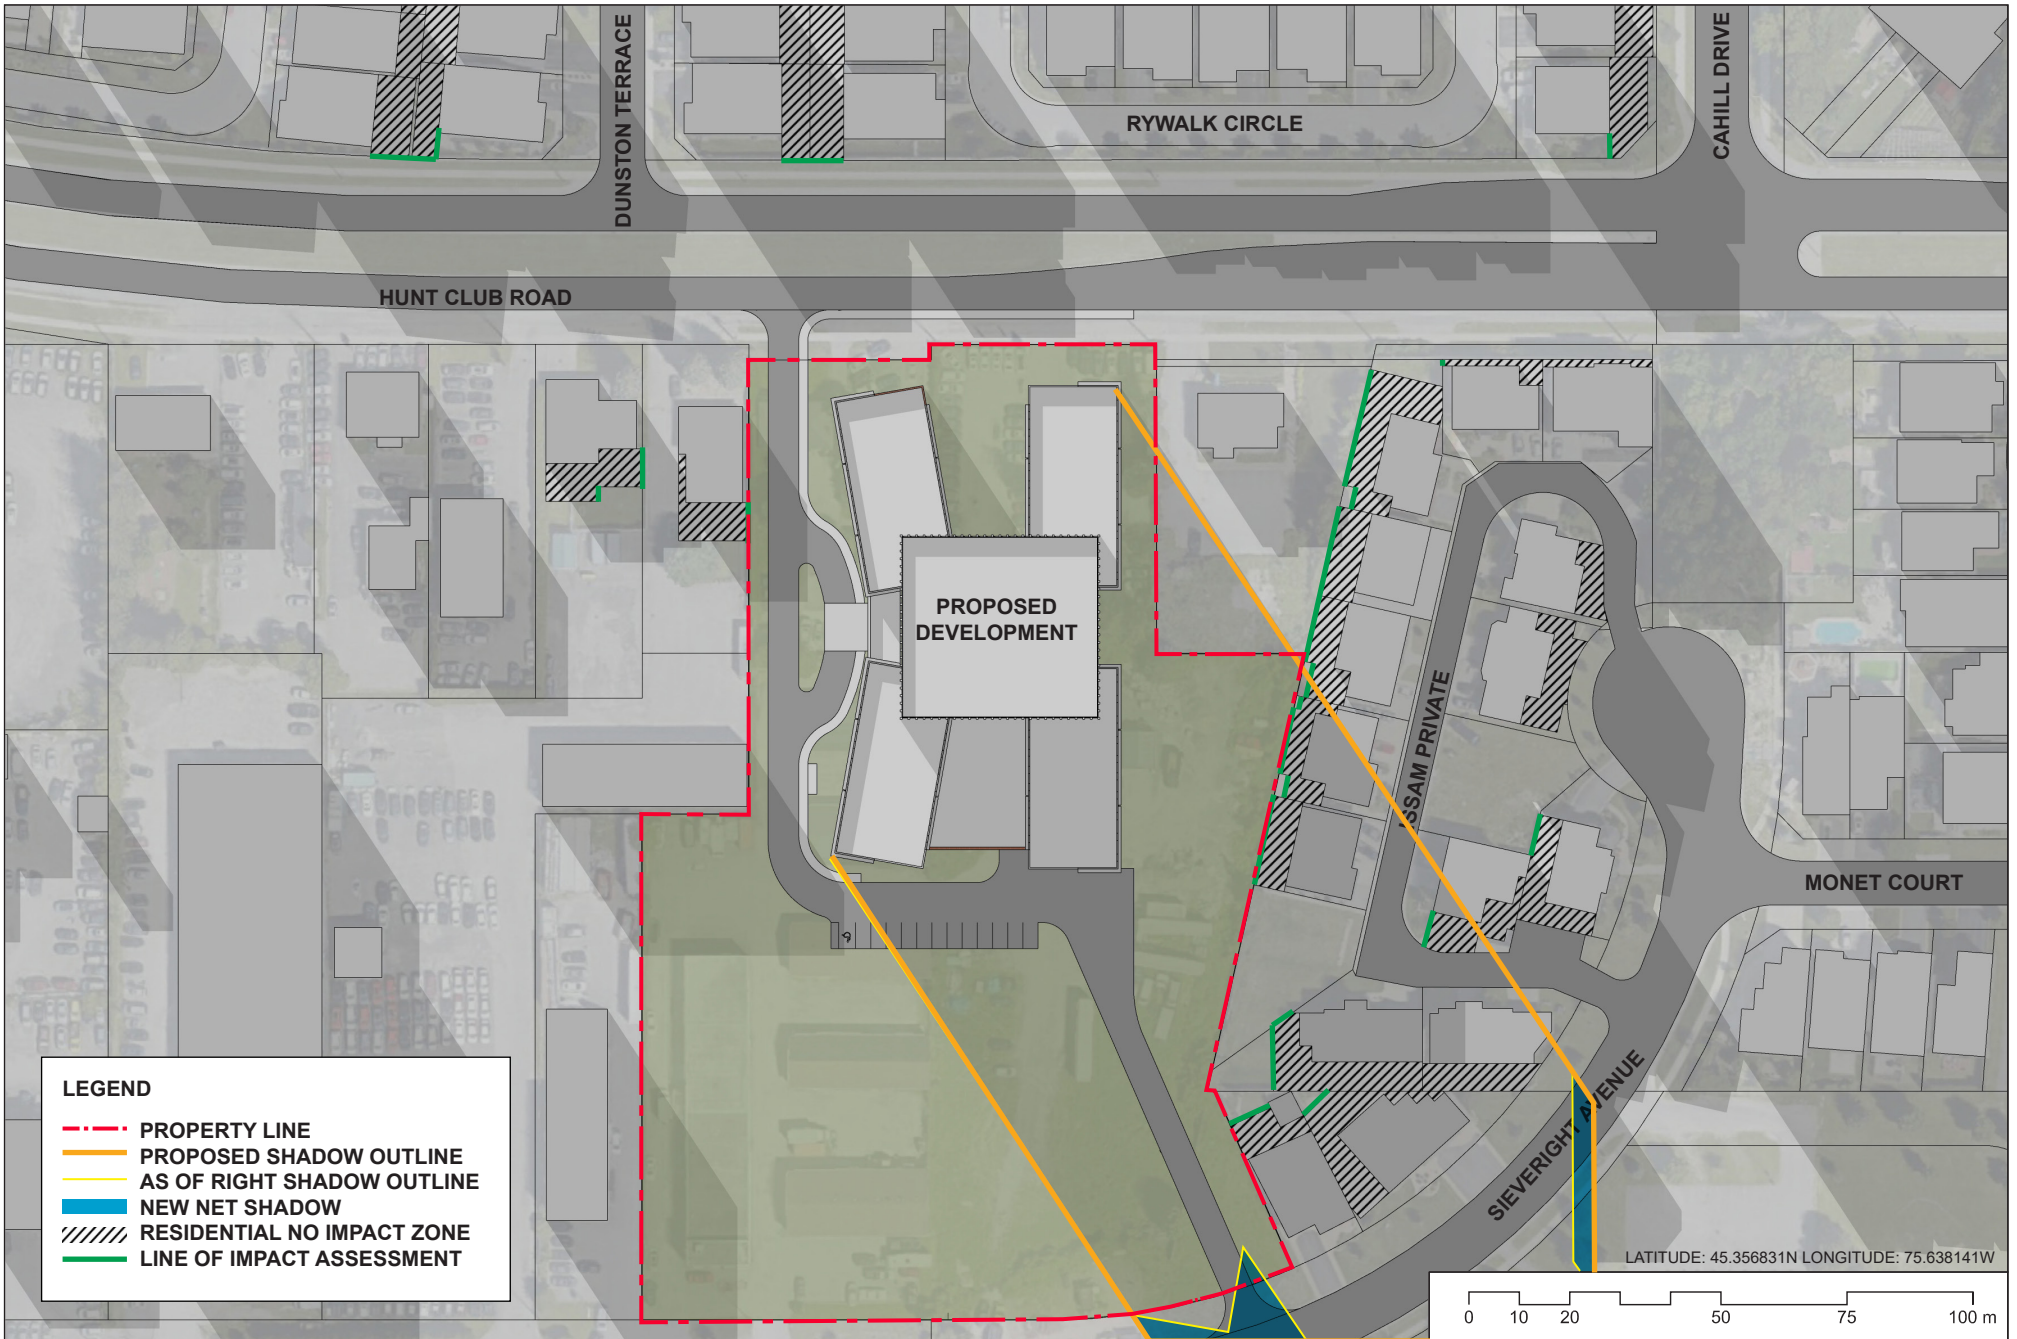 DUNSTON TERRACE
RYWALK CIRCLE
CAHILL DRIVE
HUNT CLUB ROAD
PROPOSED
DEVELOPMENT
ISSAM PRIVATE
MONET COURT
SIEVERIGHT AVENUE
LEGEND
PROPERTY LINE
PROPOSED SHADOW OUTLINE
AS OF RIGHT SHADOW OUTLINE
NEW NET SHADOW
RESIDENTIAL NO IMPACT ZONE
LINE OF IMPACT ASSESSMENT
LATITUDE: 45.356831N LONGITUDE: 75.638141W
0 10 20 50 75 100 m